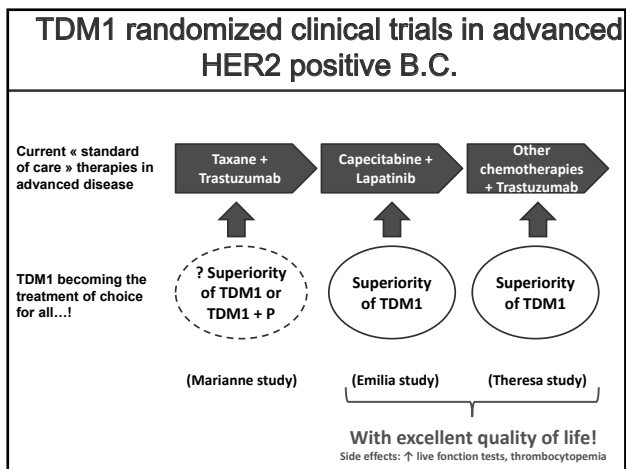 TDM1 randomized clinical trials in advanced
HER2 positive B.C.
Current « standard
of care » therapies in
advanced disease
Taxane +
Trastuzumab
Capecitabine +
Lapatinib
Other
chemotherapies
+ Trastuzumab
TDM1 becoming the
treatment of choice
for all...!
? Superiority
of TDM1 or
TDM1 + P
Superiority
of TDM1
Superiority
of TDM1
(Marianne study)
(Emilia study)
(Theresa study)
With excellent quality of life!
Side effects: ↑ live fonction tests, thrombocytopemia